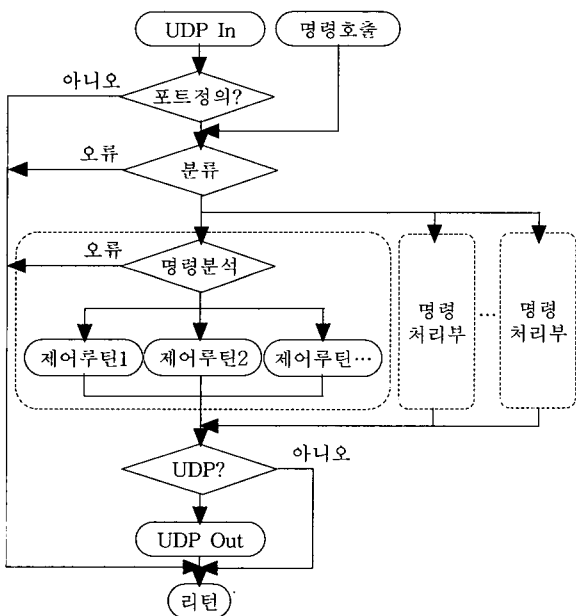 UDP In
명령호출
아니오
포트정의?
오류
분류
오류
명령분석
명령
처리부
...
명령
처리부
제어루틴1
제어루틴2
제어루틴...
UDP?
아니오
UDP Out
리턴